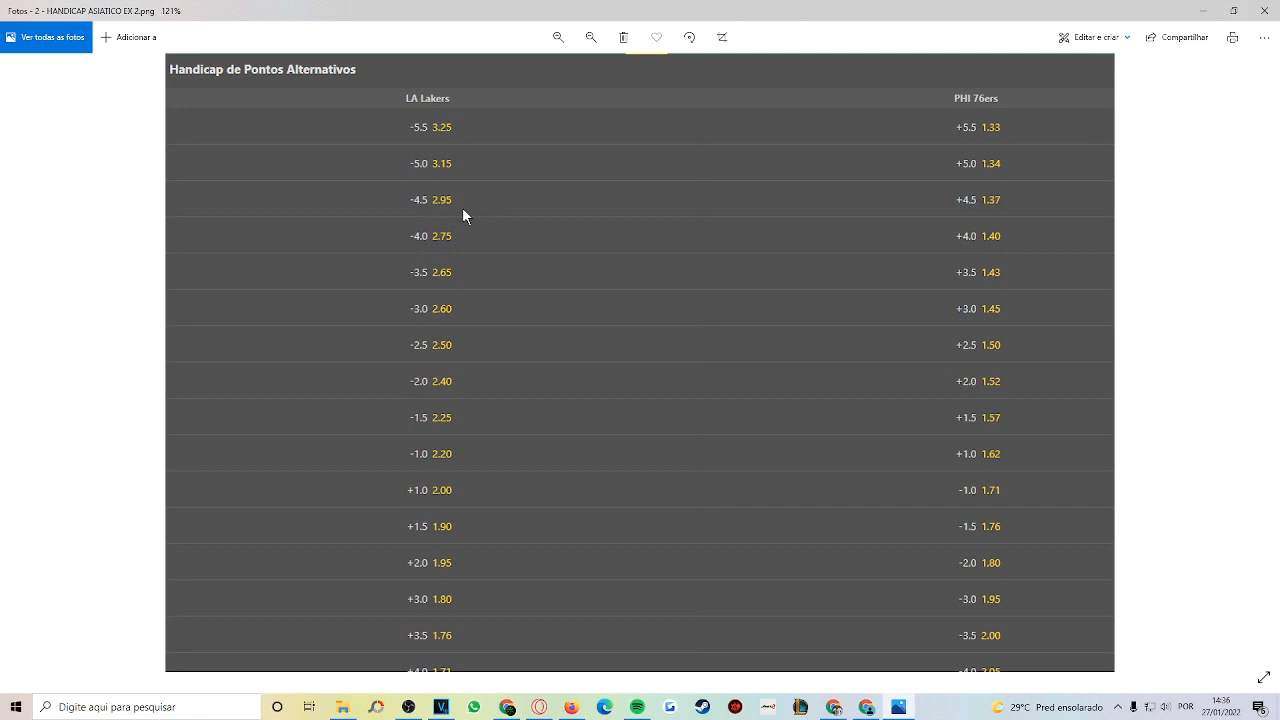 Fotos - 2 - HANDICAP ASIATICO EX 2.png 121%
Ver todas as fotos Adicionar a Editar e criar Compartilhar
Handicap de Pontos Alternativos
LA Lakers PHI 76ers
-5.5 3.25 +5.5 1.33
-5.0 3.15 +5.0 1.34
-4.5 2.95 +4.5 1.37
-4.0 2.75 +4.0 1.40
-3.5 2.65 +3.5 1.43
-3.0 2.60 +3.0 1.45
-2.5 2.50 +2.5 1.50
-2.0 2.40 +2.0 1.52
-1.5 2.25 +1.5 1.57
-1.0 2.20 +1.0 1.62
+1.0 2.00 -1.0 1.71
+1.5 1.90 -1.5 1.76
+2.0 1.95 -2.0 1.80
+3.0 1.80 -3.0 1.95
+3.5 1.76 -3.5 2.00
+4.0 1.71 -4.0 2.05
Digite aqui para pesquisar 29°C Pred ensolarado POR 14:36
27/01/2022